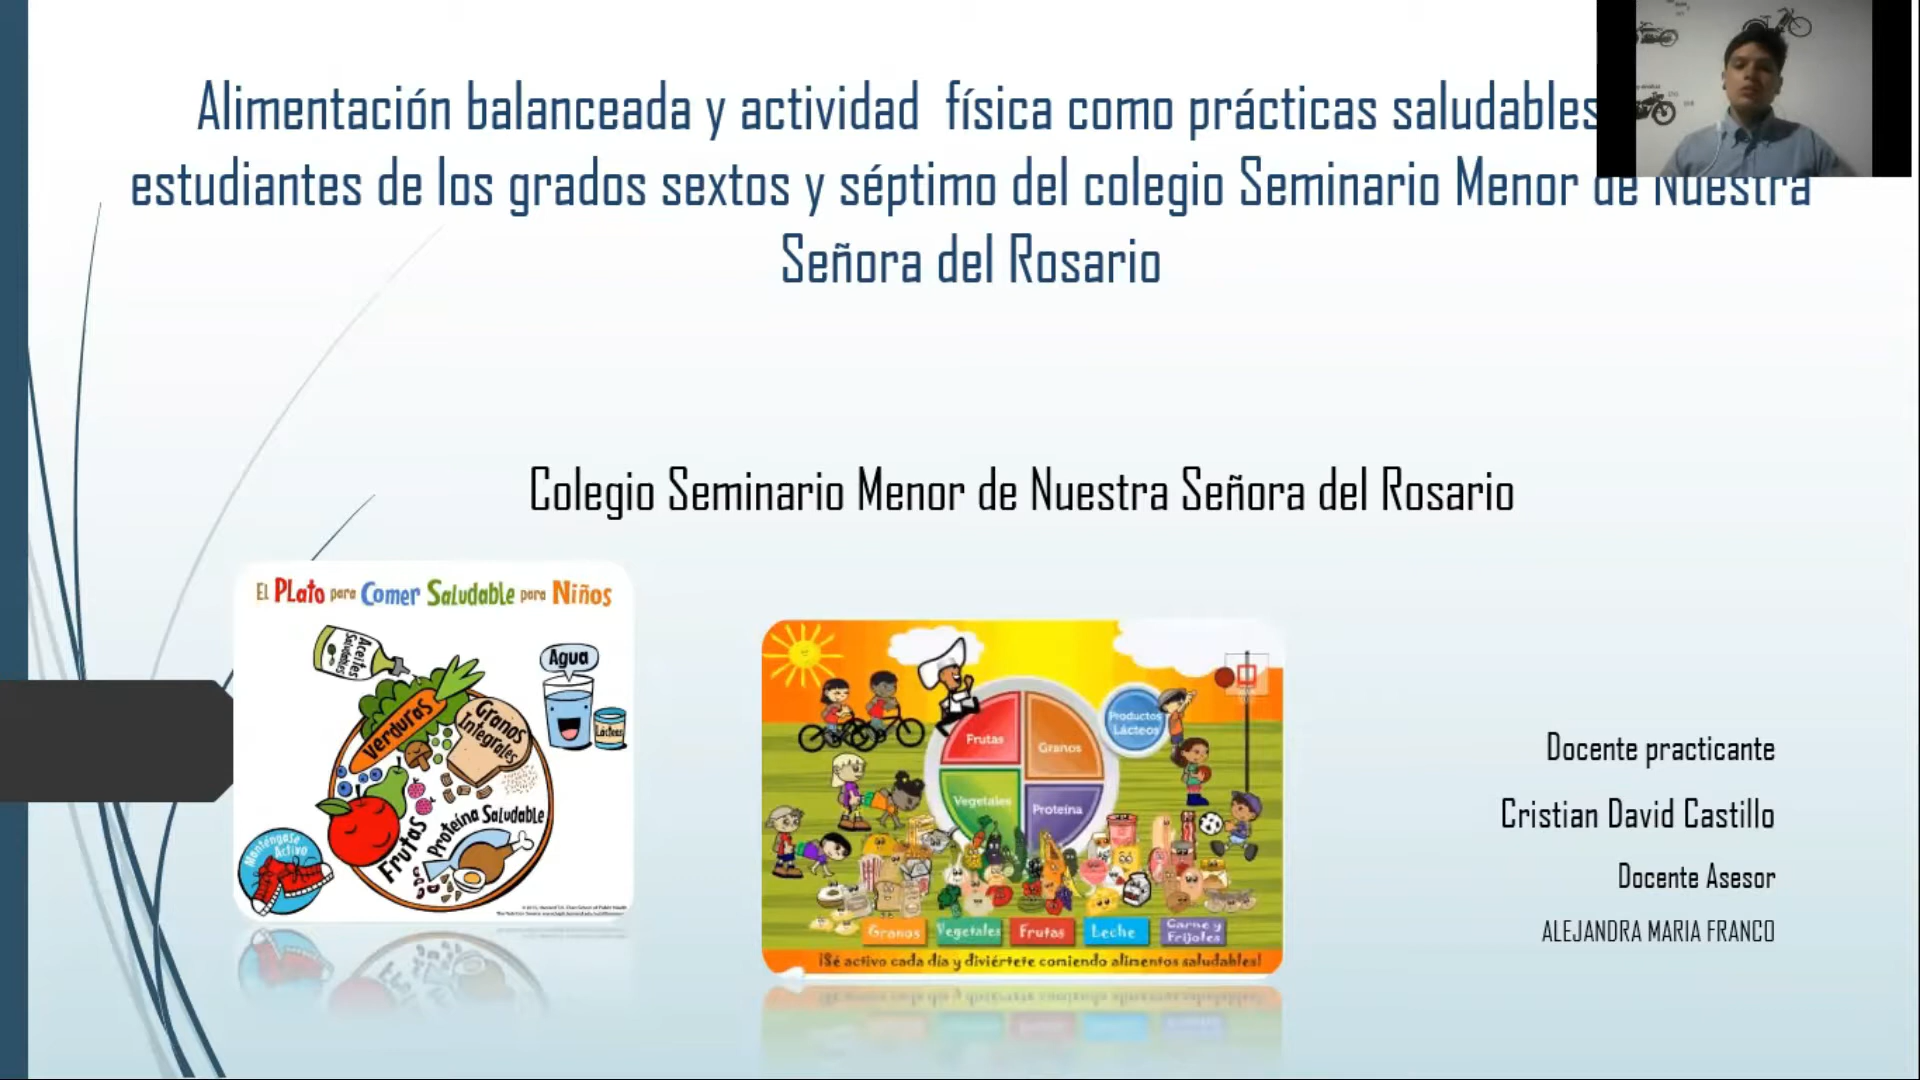 Alimentación balanceada y actividad física como prácticas saludables
estudiantes de los grados sextos y séptimo del colegio Seminario Menor de Nuestra
Señora del Rosario
Colegio Seminario Menor de Nuestra Señora del Rosario
El Plato para Comer Saludable para Niños
Aceites Saludables
Agua
Lácteos
Verduras
Granos Integrales
Proteína Saludable
Frutas
Manténgase Activo
Frutas
Granos
Productos Lácteos
Vegetales
Proteína
Granos
Vegetales
Frutas
Leche
Carne y Frijoles
¡Sé activo cada día y diviértete comiendo alimentos saludables!
Docente practicante
Cristian David Castillo
Docente Asesor
ALEJANDRA MARIA FRANCO